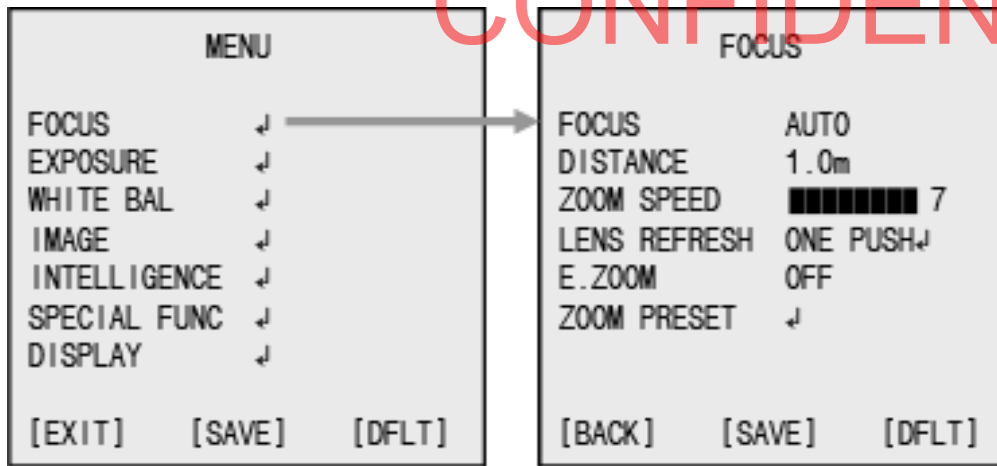 CONFIDEN
MENU
FOCUS ↲
EXPOSURE ↲
WHITE BAL ↲
IMAGE ↲
INTELLIGENCE ↲
SPECIAL FUNC ↲
DISPLAY ↲
[EXIT] [SAVE] [DFLT]
FOCUS
FOCUS AUTO
DISTANCE 1.0m
ZOOM SPEED 7
LENS REFRESH ONE PUSH↲
E.ZOOM OFF
ZOOM PRESET ↲
[BACK] [SAVE] [DFLT]